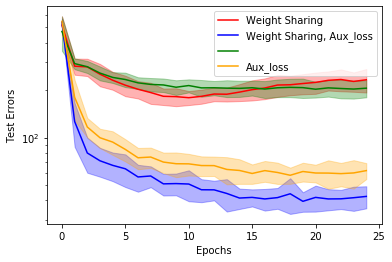 Weight Sharing
Weight Sharing, Aux_loss
Aux_loss
Test Errors
10²
0
5
10
15
20
25
Epochs